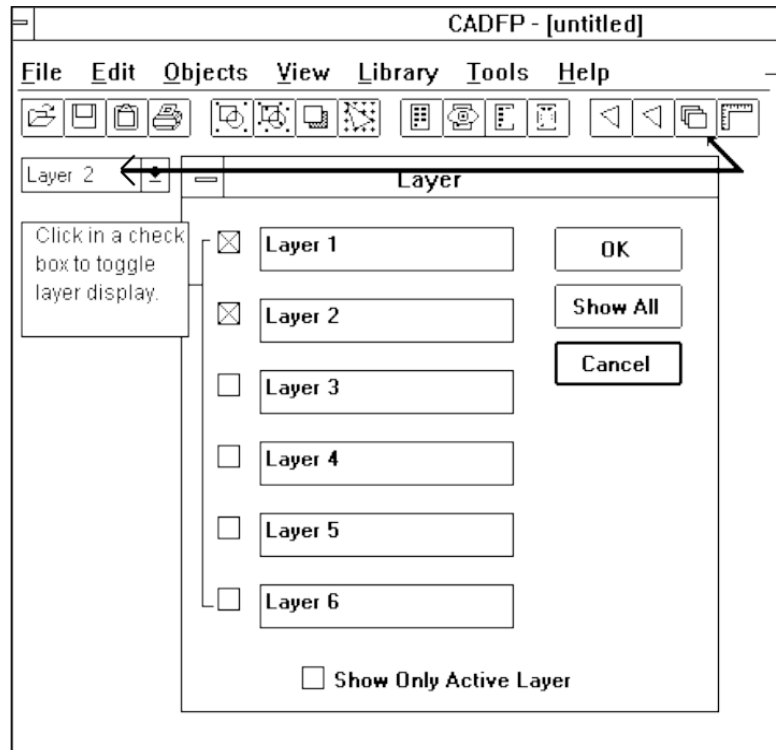 CADFP - [untitled]
File Edit Objects View Library Tools Help
Layer 2
Layer
Click in a check
box to toggle
layer display.
Layer 1
Layer 2
Layer 3
Layer 4
Layer 5
Layer 6
OK
Show All
Cancel
Show Only Active Layer